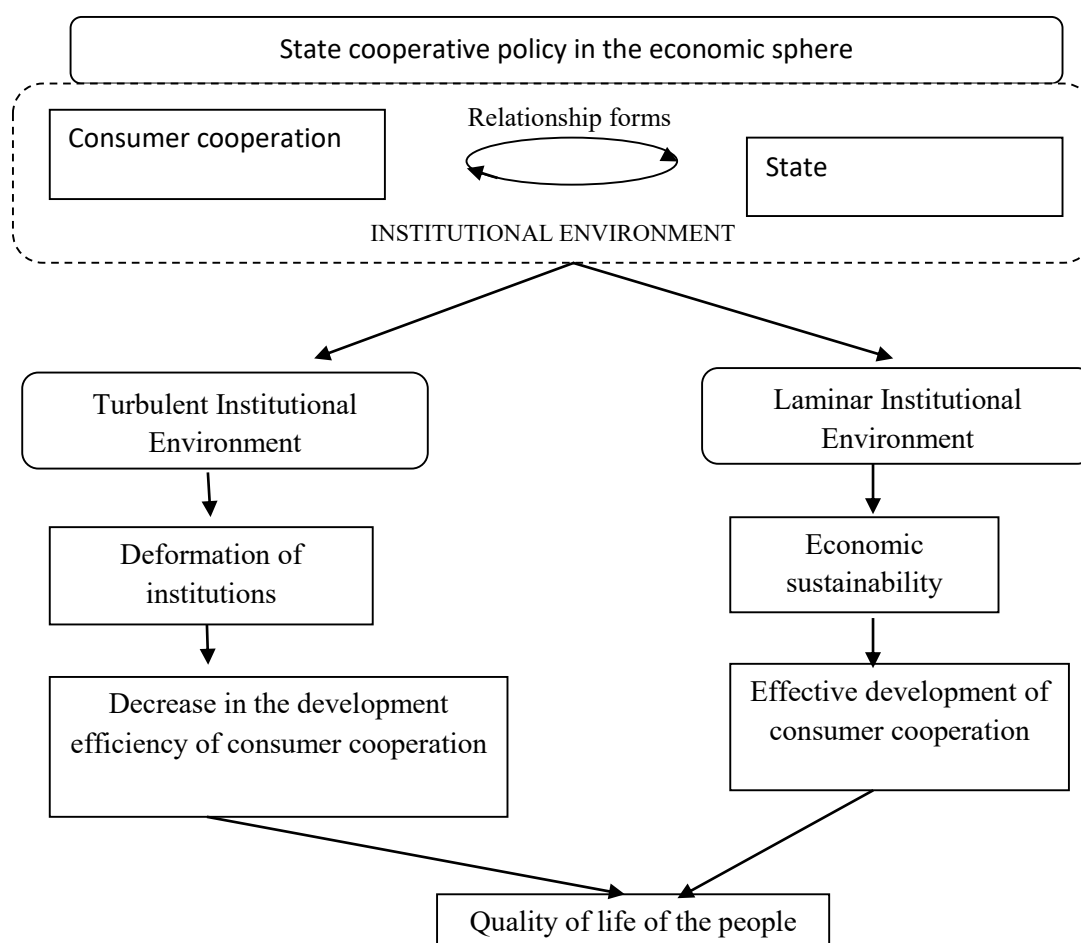 State cooperative policy in the economic sphere
Relationship forms
Consumer cooperation
State
INSTITUTIONAL ENVIRONMENT
Turbulent Institutional
Environment
Laminar Institutional
Environment
Deformation of
institutions
Economic
sustainability
Decrease in the development
efficiency of consumer cooperation
Effective development of
consumer cooperation
Quality of life of the people